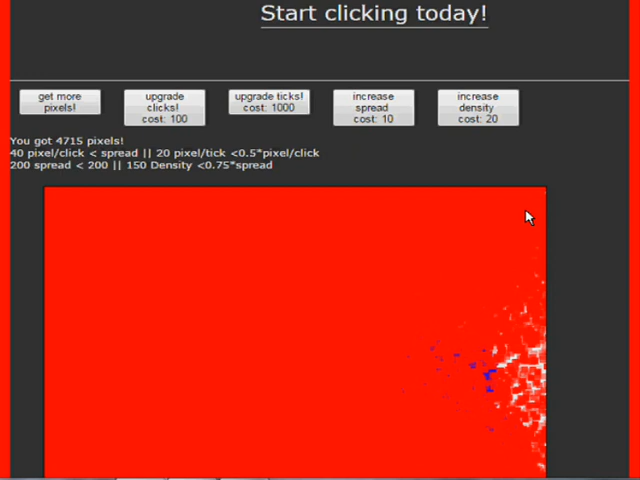 Start clicking today!
get more
pixels!
upgrade
clicks!
cost: 100
upgrade ticks!
cost: 1000
increase
spread
cost: 10
increase
density
cost: 20
You got 4715 pixels!
40 pixel/click < spread || 20 pixel/tick <0.5*pixel/click
200 spread < 200 || 150 Density <0.75*spread